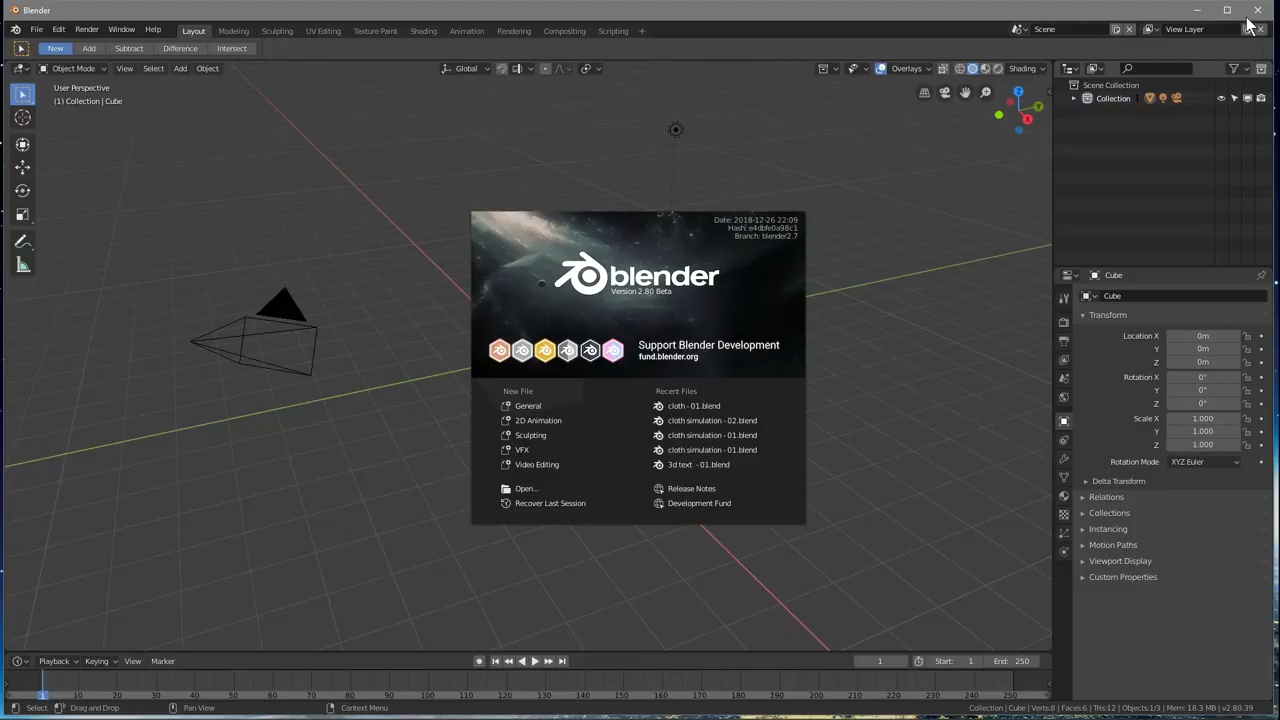 Blender
File Edit Render Window Help Layout Modeling Sculpting UV Editing Texture Paint Shading Animation Rendering Compositing Scripting + Scene View Layer
New Add Subtract Difference Intersect
Object Mode View Select Add Object Global Overlays Shading
User Perspective
(1) Collection | Cube
Z
Y
X
Scene Collection
Collection
Date: 2018-12-26 22:09
Hash: e4dbfe0a98c1
Branch: blender2.7
blender
Version 2.80 Beta
Support Blender Development
fund.blender.org
New File
General
2D Animation
Sculpting
VFX
Video Editing
Open...
Recover Last Session
Recent Files
cloth - 01.blend
cloth simulation - 02.blend
cloth simulation - 01.blend
cloth simulation - 01.blend
3d text - 01.blend
Release Notes
Development Fund
Cube
Cube
Transform
Location X 0m
Y 0m
Z 0m
Rotation X 0°
Y 0°
Z 0°
Scale X 1.000
Y 1.000
Z 1.000
Rotation Mode XYZ Euler
Delta Transform
Relations
Collections
Instancing
Motion Paths
Viewport Display
Custom Properties
Playback Keying View Marker 1 Start: 1 End: 250
1 10 20 30 40 50 60 70 80 90 100 110 120 130 140 150 160 170 180 190 200 210 220 230 240 250
Select Drag and Drop Pan View Context Menu Collection | Cube | Verts:8 | Faces:6 | Tris:12 | Objects:1/3 | Mem: 18.3 MB | v2.80.39